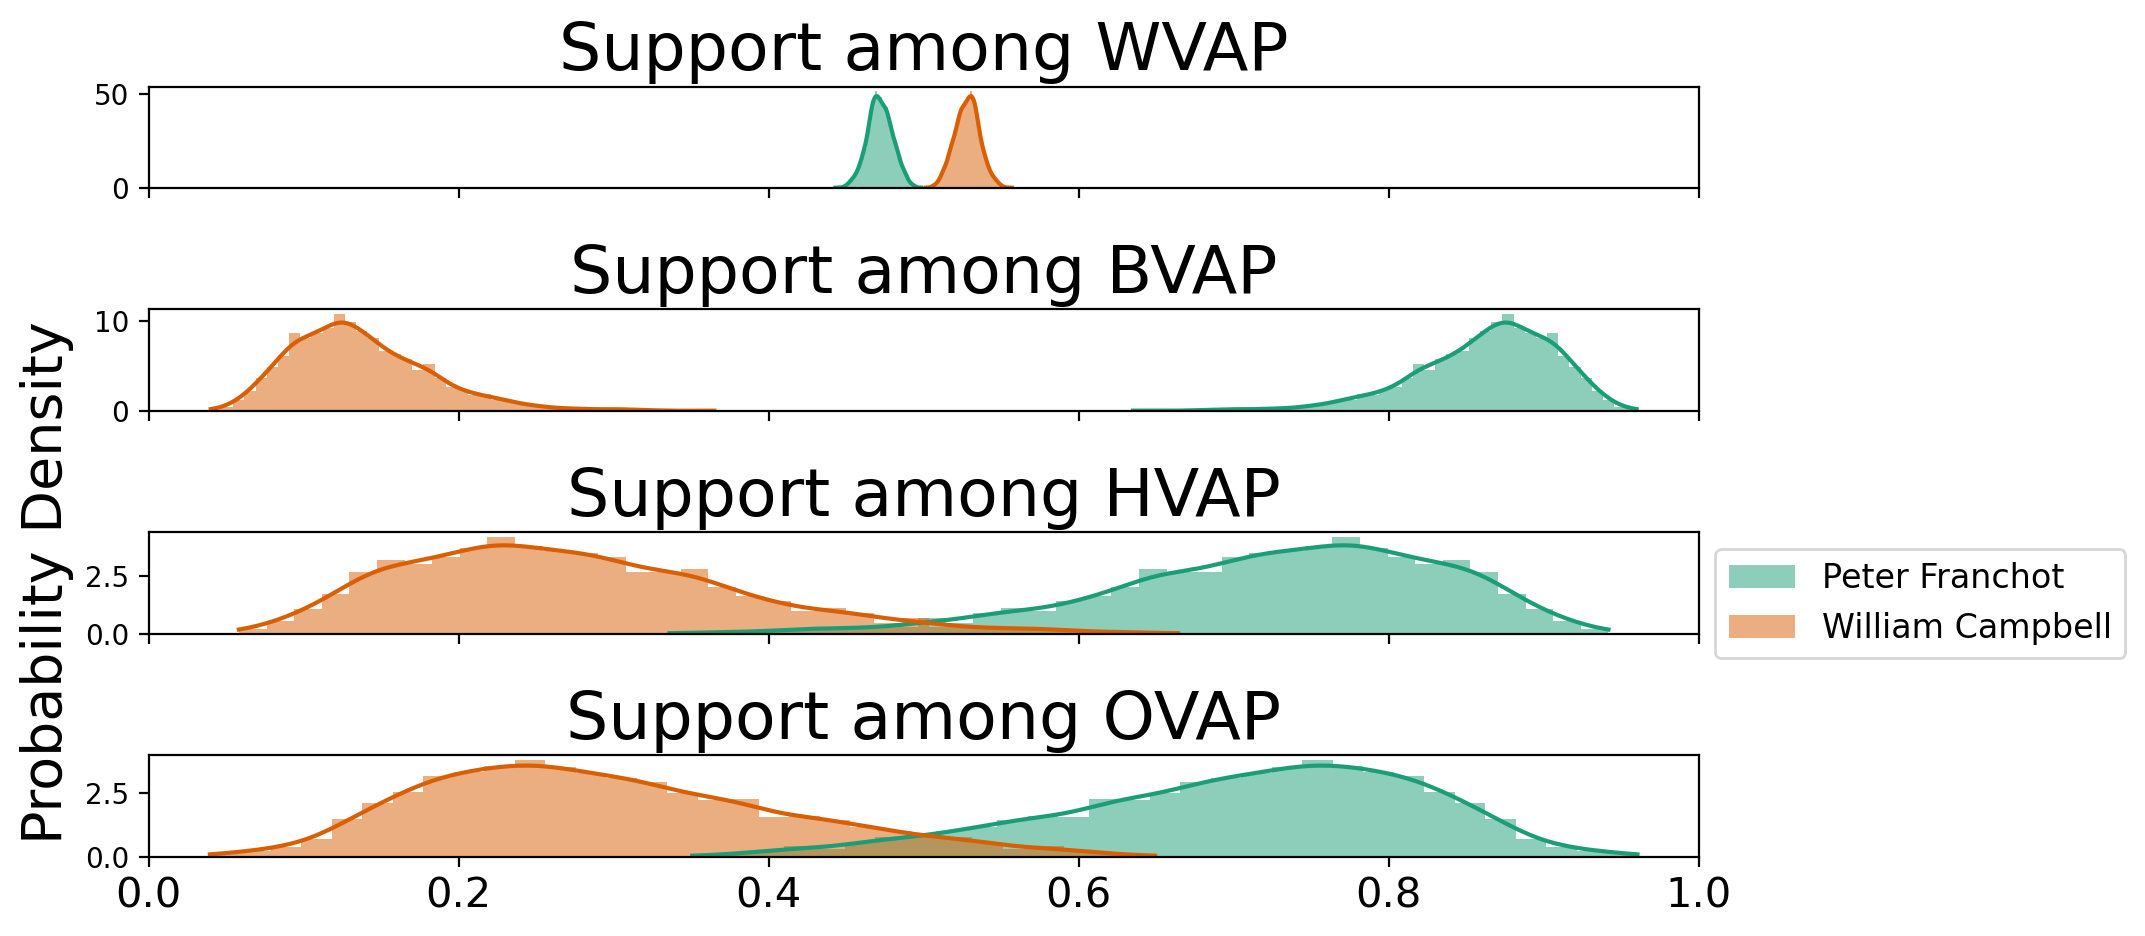 Support among WVAP
50
0
Support among BVAP
10
0
Support among HVAP
2.5
0.0
Support among OVAP
2.5
0.0
0.0 0.2 0.4 0.6 0.8 1.0
Probability Density
Peter Franchot
William Campbell